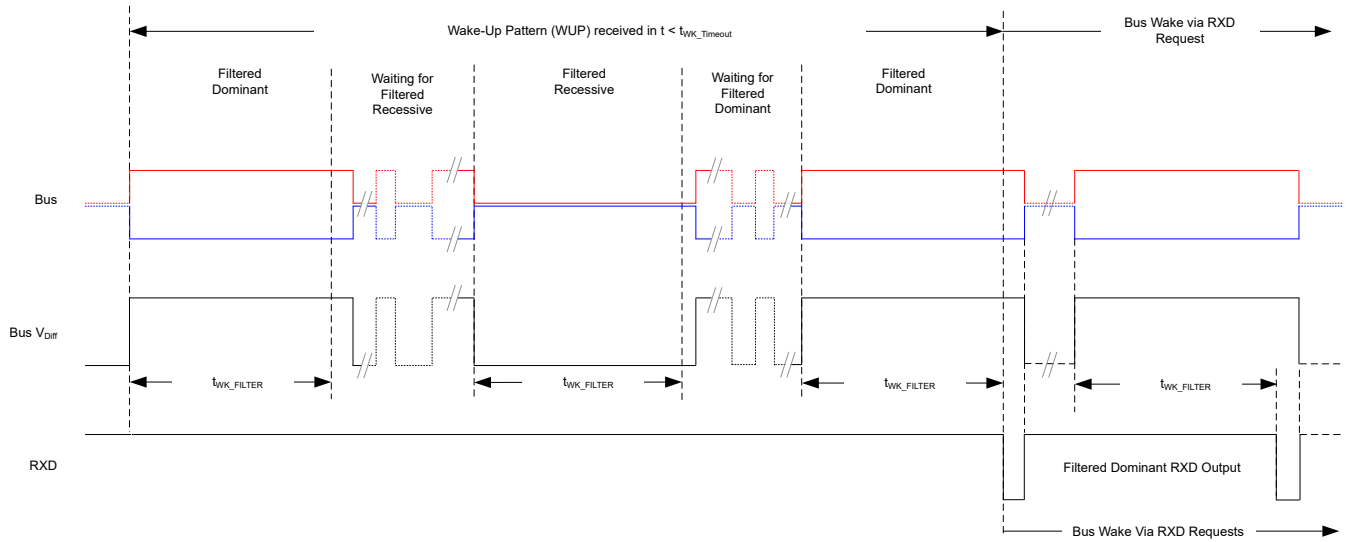 Wake-Up Pattern (WUP) received in t < tWK_Timeout
Bus Wake via RXD
Request
Filtered
Dominant
Waiting for
Filtered
Recessive
Filtered
Recessive
Waiting for
Filtered
Dominant
Filtered
Dominant
Bus
Bus VDiff
tWK_FILTER
tWK_FILTER
tWK_FILTER
tWK_FILTER
RXD
Filtered Dominant RXD Output
Bus Wake Via RXD Requests